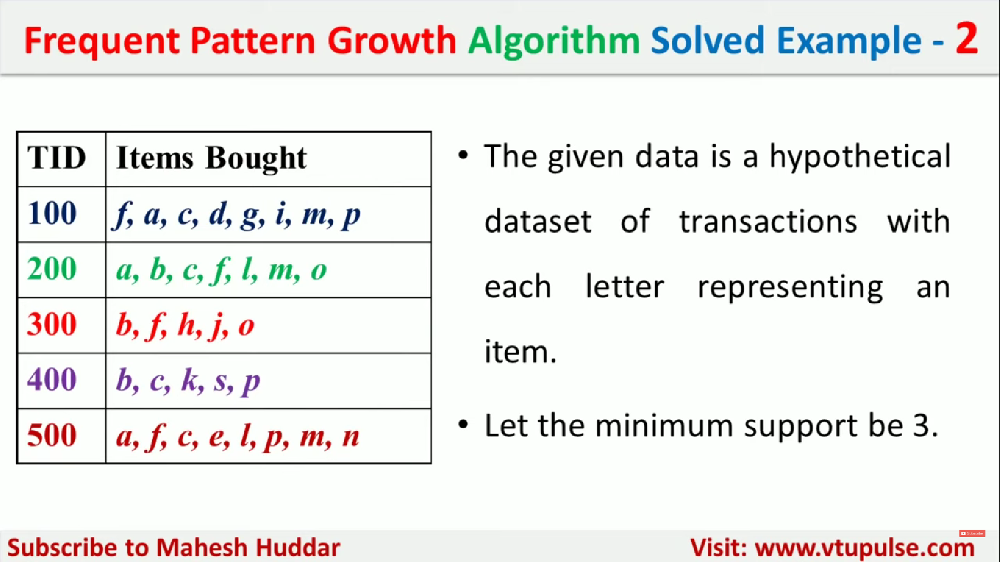 Frequent Pattern Growth Algorithm Solved Example - 2
TID Items Bought
100 f, a, c, d, g, i, m, p
200 a, b, c, f, l, m, o
300 b, f, h, j, o
400 b, c, k, s, p
500 a, f, c, e, l, p, m, n
• The given data is a hypothetical
dataset of transactions with
each letter representing an
item.
• Let the minimum support be 3.
Subscribe
Subscribe to Mahesh Huddar
Visit: www.vtupulse.com